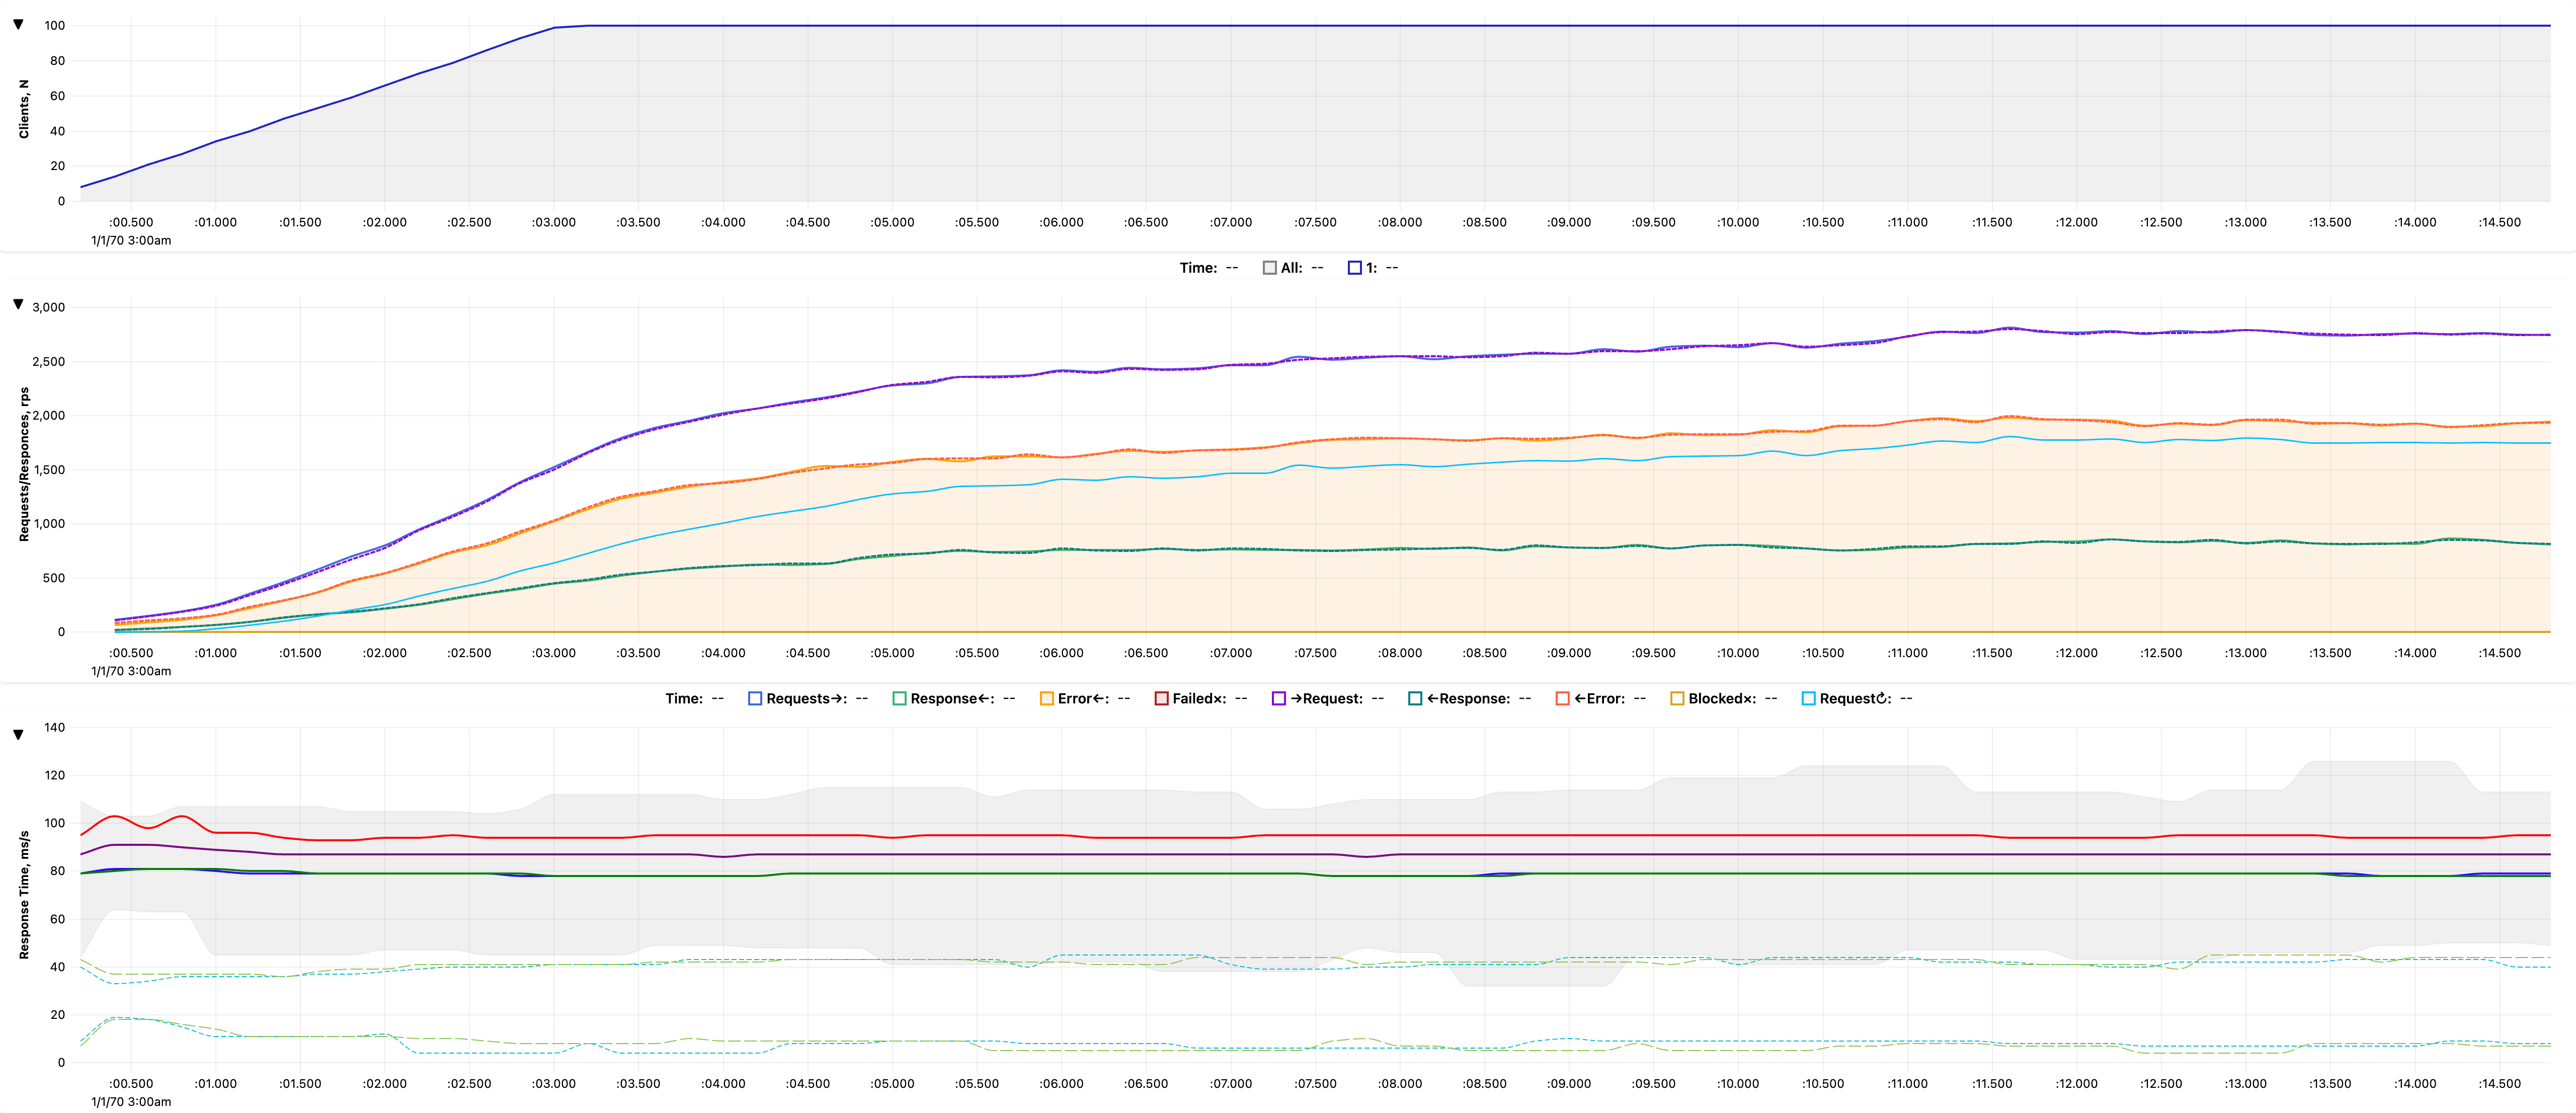 ▼
Clients, N
100
80
60
40
20
0
:00.500 :01.000 :01.500 :02.000 :02.500 :03.000 :03.500 :04.000 :04.500 :05.000 :05.500 :06.000 :06.500 :07.000 :07.500 :08.000 :08.500 :09.000 :09.500 :10.000 :10.500 :11.000 :11.500 :12.000 :12.500 :13.000 :13.500 :14.000 :14.500
1/1/70 3:00am
Time: -- All: -- 1: --
▼
Requests/Responces, rps
3,000
2,500
2,000
1,500
1,000
500
0
:00.500 :01.000 :01.500 :02.000 :02.500 :03.000 :03.500 :04.000 :04.500 :05.000 :05.500 :06.000 :06.500 :07.000 :07.500 :08.000 :08.500 :09.000 :09.500 :10.000 :10.500 :11.000 :11.500 :12.000 :12.500 :13.000 :13.500 :14.000 :14.500
1/1/70 3:00am
Time: -- Requests→: -- Response←: -- Error←: -- Failed×: -- →Request: -- ←Response: -- ←Error: -- Blocked×: -- Request↻: --
▼
Response Time, ms/s
140
120
100
80
60
40
20
0
:00.500 :01.000 :01.500 :02.000 :02.500 :03.000 :03.500 :04.000 :04.500 :05.000 :05.500 :06.000 :06.500 :07.000 :07.500 :08.000 :08.500 :09.000 :09.500 :10.000 :10.500 :11.000 :11.500 :12.000 :12.500 :13.000 :13.500 :14.000 :14.500
1/1/70 3:00am